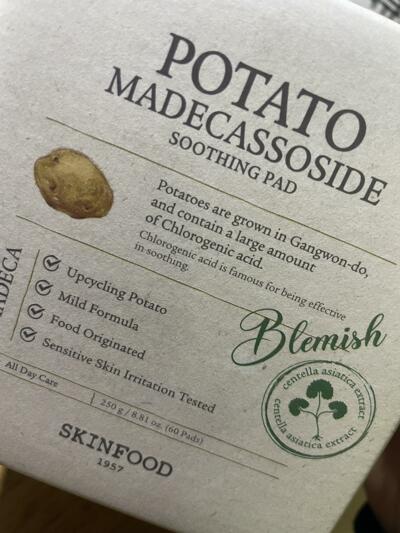 POTATO
MADECASSOSIDE
SOOTHING PAD
Potatoes are grown in Gangwon-do,
and contain a large amount
of Chlorogenic acid.
Chlorogenic acid is famous for being effective
in soothing.
Upcycling Potato
Mild Formula
Food Originated
Sensitive Skin Irritation Tested
Blemish
centella asiatica extract
centella asiatica extract
All Day Care
250 g / 8.81 oz. (60 Pads)
SKINFOOD
1957